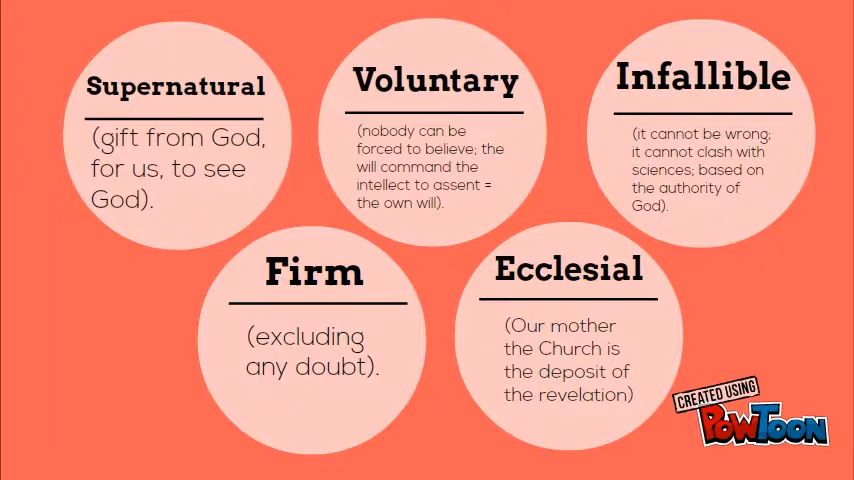 Supernatural
(gift from God,
for us, to see
God).
Voluntary
(nobody can be
forced to believe; the
will command the
intellect to assent =
the own will).
Infallible
(it cannot be wrong;
it cannot clash with
sciences; based on
the authority of
God).
Firm
(excluding
any doubt).
Ecclesial
(Our mother
the Church is
the deposit of
the revelation)
CREATED USING
POWTOON